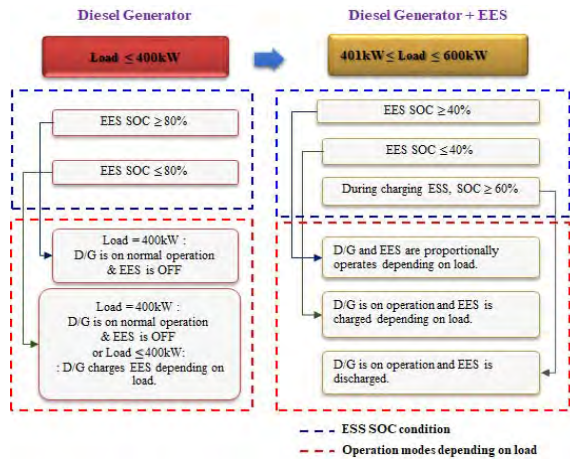 Diesel Generator
Load ≤ 400kW
EES SOC ≥ 80%
EES SOC ≤ 80%
Load = 400kW :
D/G is on normal operation
& EES is OFF
Load = 400kW :
D/G is on normal operation
& EES is OFF
or Load ≤400kW:
: D/G charges EES depending on
load.
Diesel Generator + EES
401kW ≤ Load ≤ 600kW
EES SOC ≥ 40%
EES SOC ≤ 40%
During charging ESS, SOC ≥ 60%
D/G and EES are proportionally
operates depending on load.
D/G is on operation and EES is
charged depending on load.
D/G is on operation and EES is
discharged.
ESS SOC condition
Operation modes depending on load